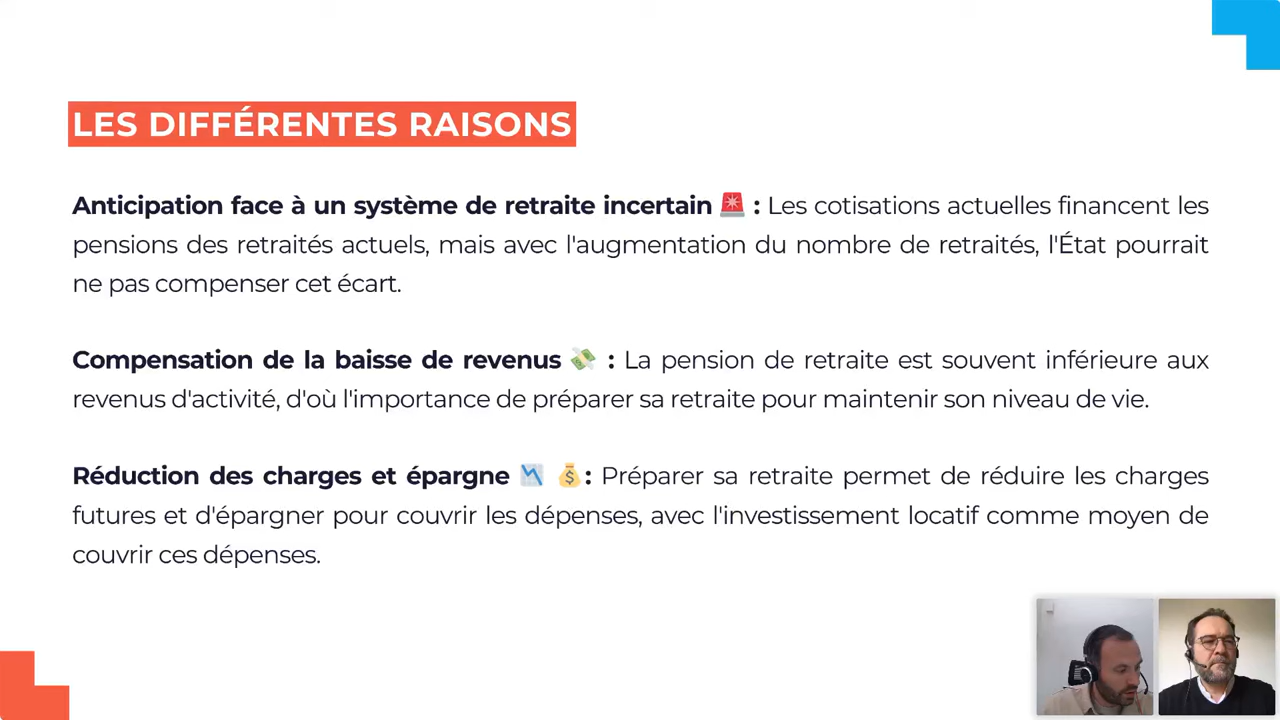 LES DIFFÉRENTES RAISONS
Anticipation face à un système de retraite incertain 🚨 : Les cotisations actuelles financent les
pensions des retraités actuels, mais avec l'augmentation du nombre de retraités, l'État pourrait
ne pas compenser cet écart.
Compensation de la baisse de revenus 💸 : La pension de retraite est souvent inférieure aux
revenus d'activité, d'où l'importance de préparer sa retraite pour maintenir son niveau de vie.
Réduction des charges et épargne 📉 💰: Préparer sa retraite permet de réduire les charges
futures et d'épargner pour couvrir les dépenses, avec l'investissement locatif comme moyen de
couvrir ces dépenses.